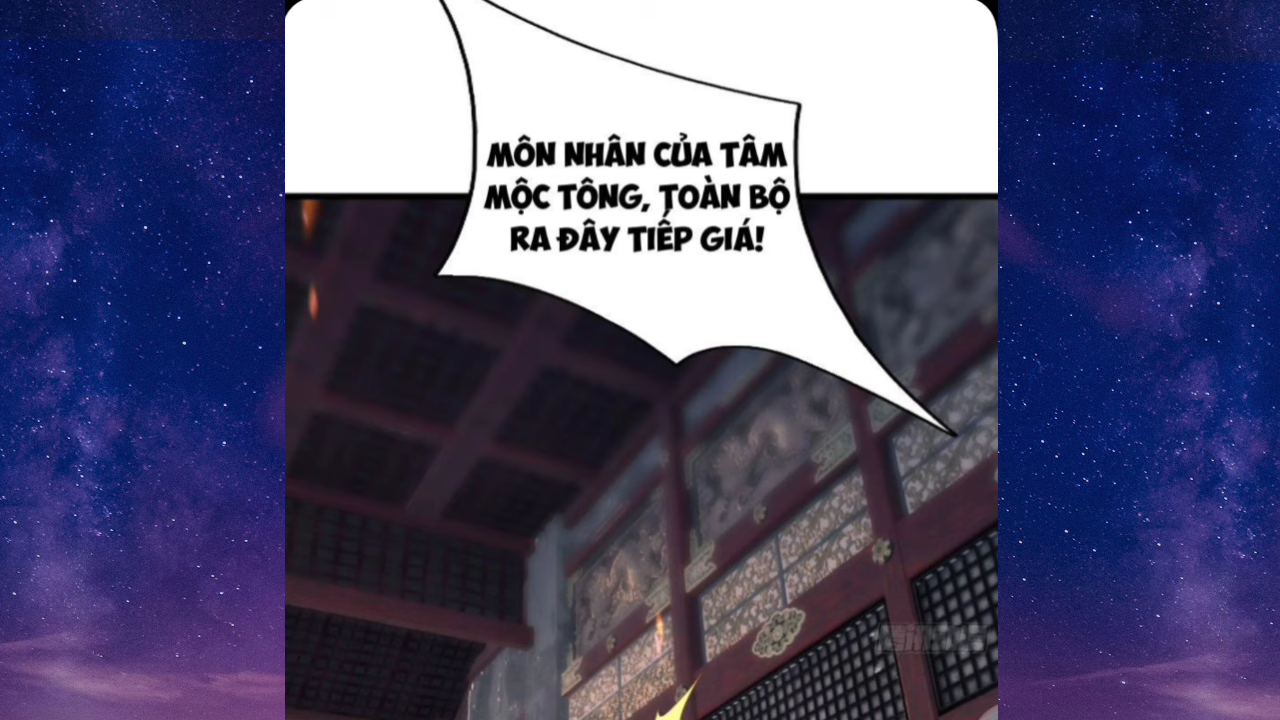 MÔN NHÂN CỦA TÂM
MỘC TÔNG, TOÀN BỘ
RA ĐÂY TIẾP GIÁ!